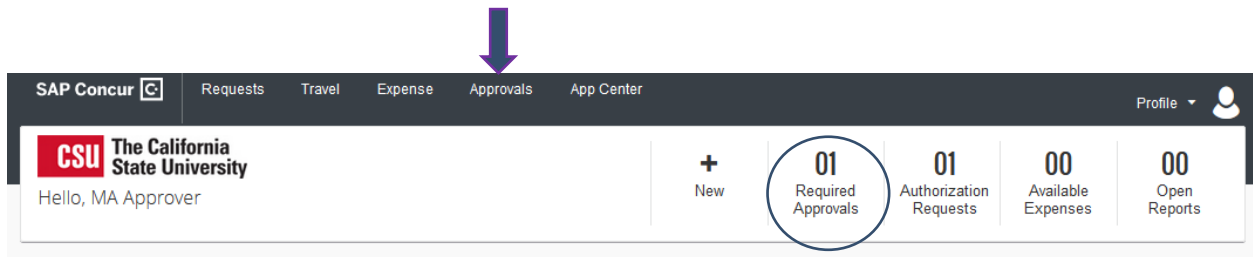 SAP Concur C
Requests
Travel
Expense
Approvals
App Center
Profile
CSU
The California
State University
Hello, MA Approver
+
New
01
Required
Approvals
01
Authorization
Requests
00
Available
Expenses
00
Open
Reports